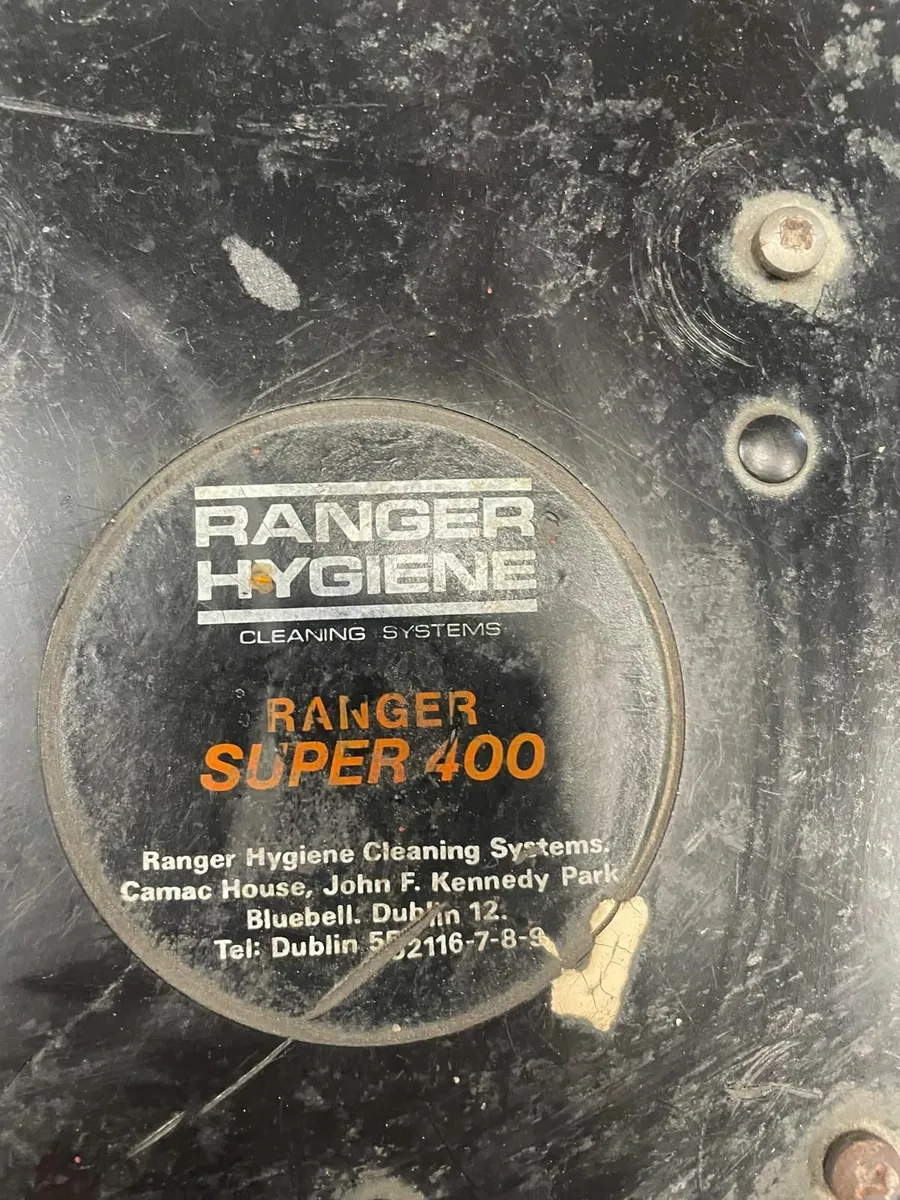 RANGER
HYGIENE
CLEANING SYSTEMS
RANGER
SUPER 400
Ranger Hygiene Cleaning Systems.
Camac House, John F. Kennedy Park
Bluebell. Dublin 12.
Tel: Dublin